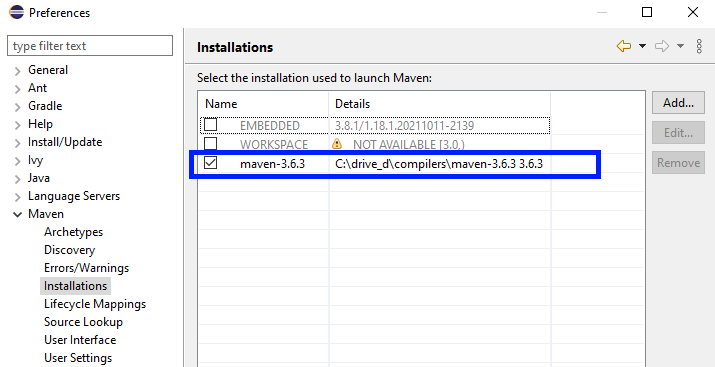 Preferences
type filter text
General
Ant
Gradle
Help
Install/Update
Ivy
Java
Language Servers
Maven
Archetypes
Discovery
Errors/Warnings
Installations
Lifecycle Mappings
Source Lookup
User Interface
User Settings
Installations
Select the installation used to launch Maven:
Name Details
EMBEDDED 3.8.1/1.18.1.20211011-2139
WORKSPACE NOT AVAILABLE [3.0,)
maven-3.6.3 C:\drive_d\compilers\maven-3.6.3 3.6.3
Add...
Edit...
Remove